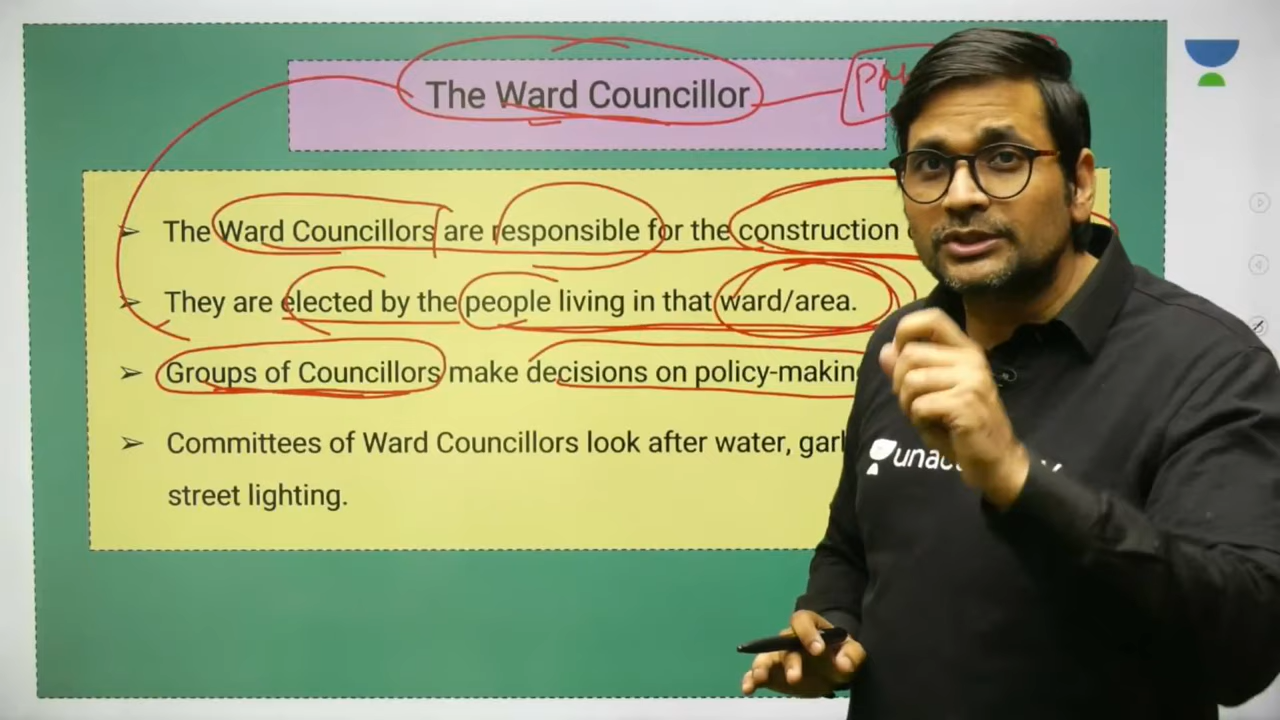 The Ward Councillor
The Ward Councillors are responsible for the construction
They are elected by the people living in that ward/area.
Groups of Councillors make decisions on policy-making
Committees of Ward Councillors look after water,
street lighting.